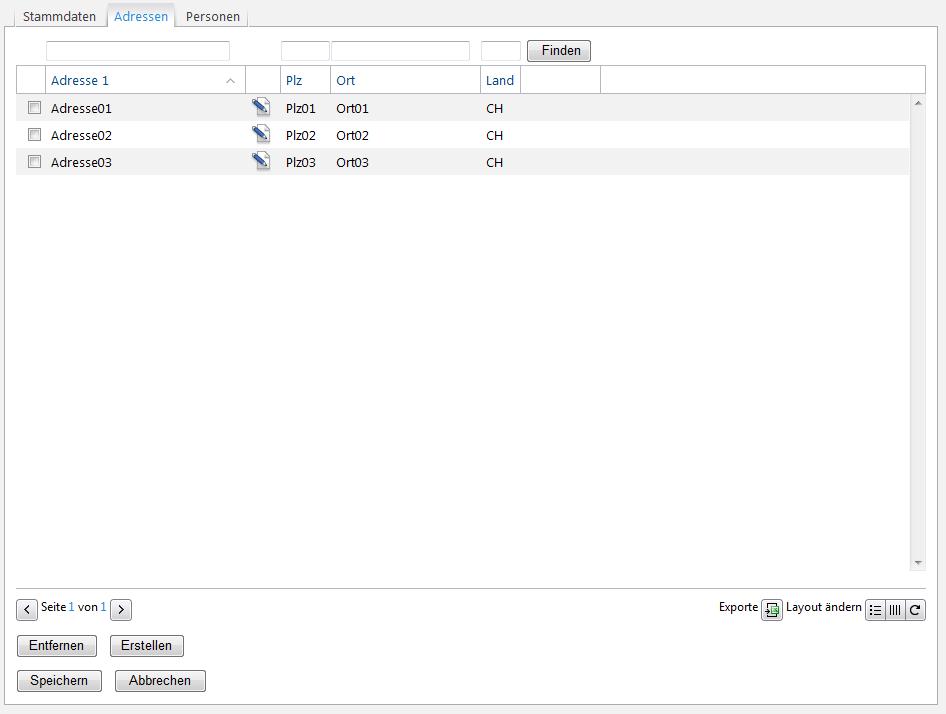 Stammdaten Adressen Personen
Finden
Adresse 1 Plz Ort Land
Adresse01 Plz01 Ort01 CH
Adresse02 Plz02 Ort02 CH
Adresse03 Plz03 Ort03 CH
Seite 1 von 1 Exporte Layout ändern
Entfernen Erstellen
Speichern Abbrechen